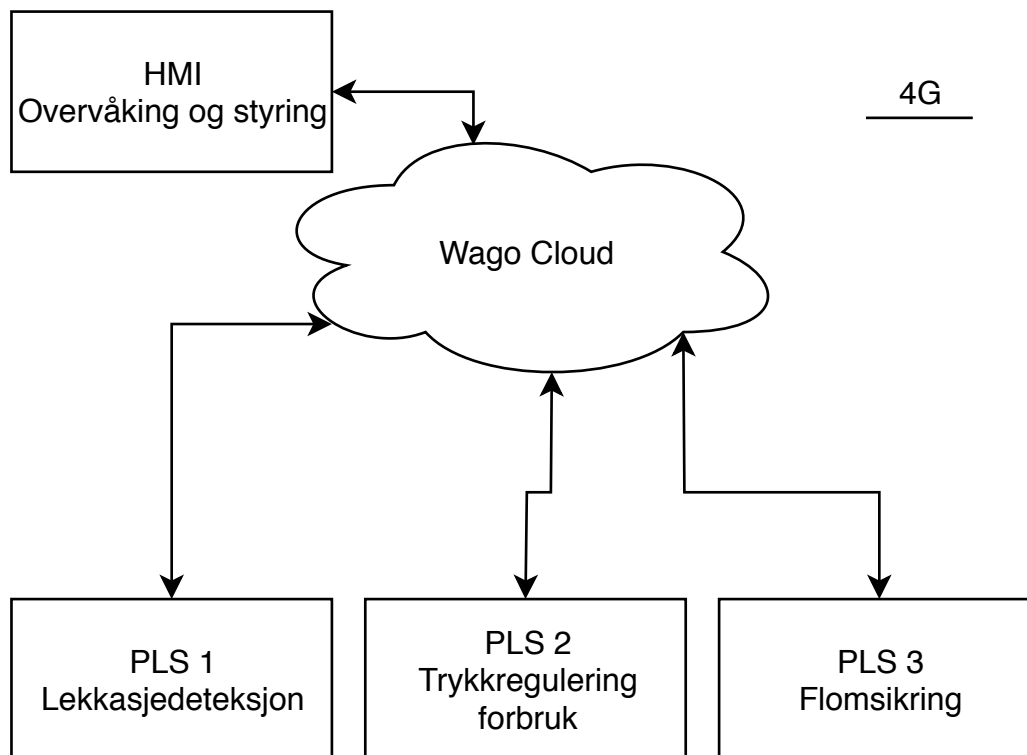 HMI
Overvåking og styring
4G
Wago Cloud
PLS 1
Lekkasjedeteksjon
PLS 2
Trykkregulering
forbruk
PLS 3
Flomsikring